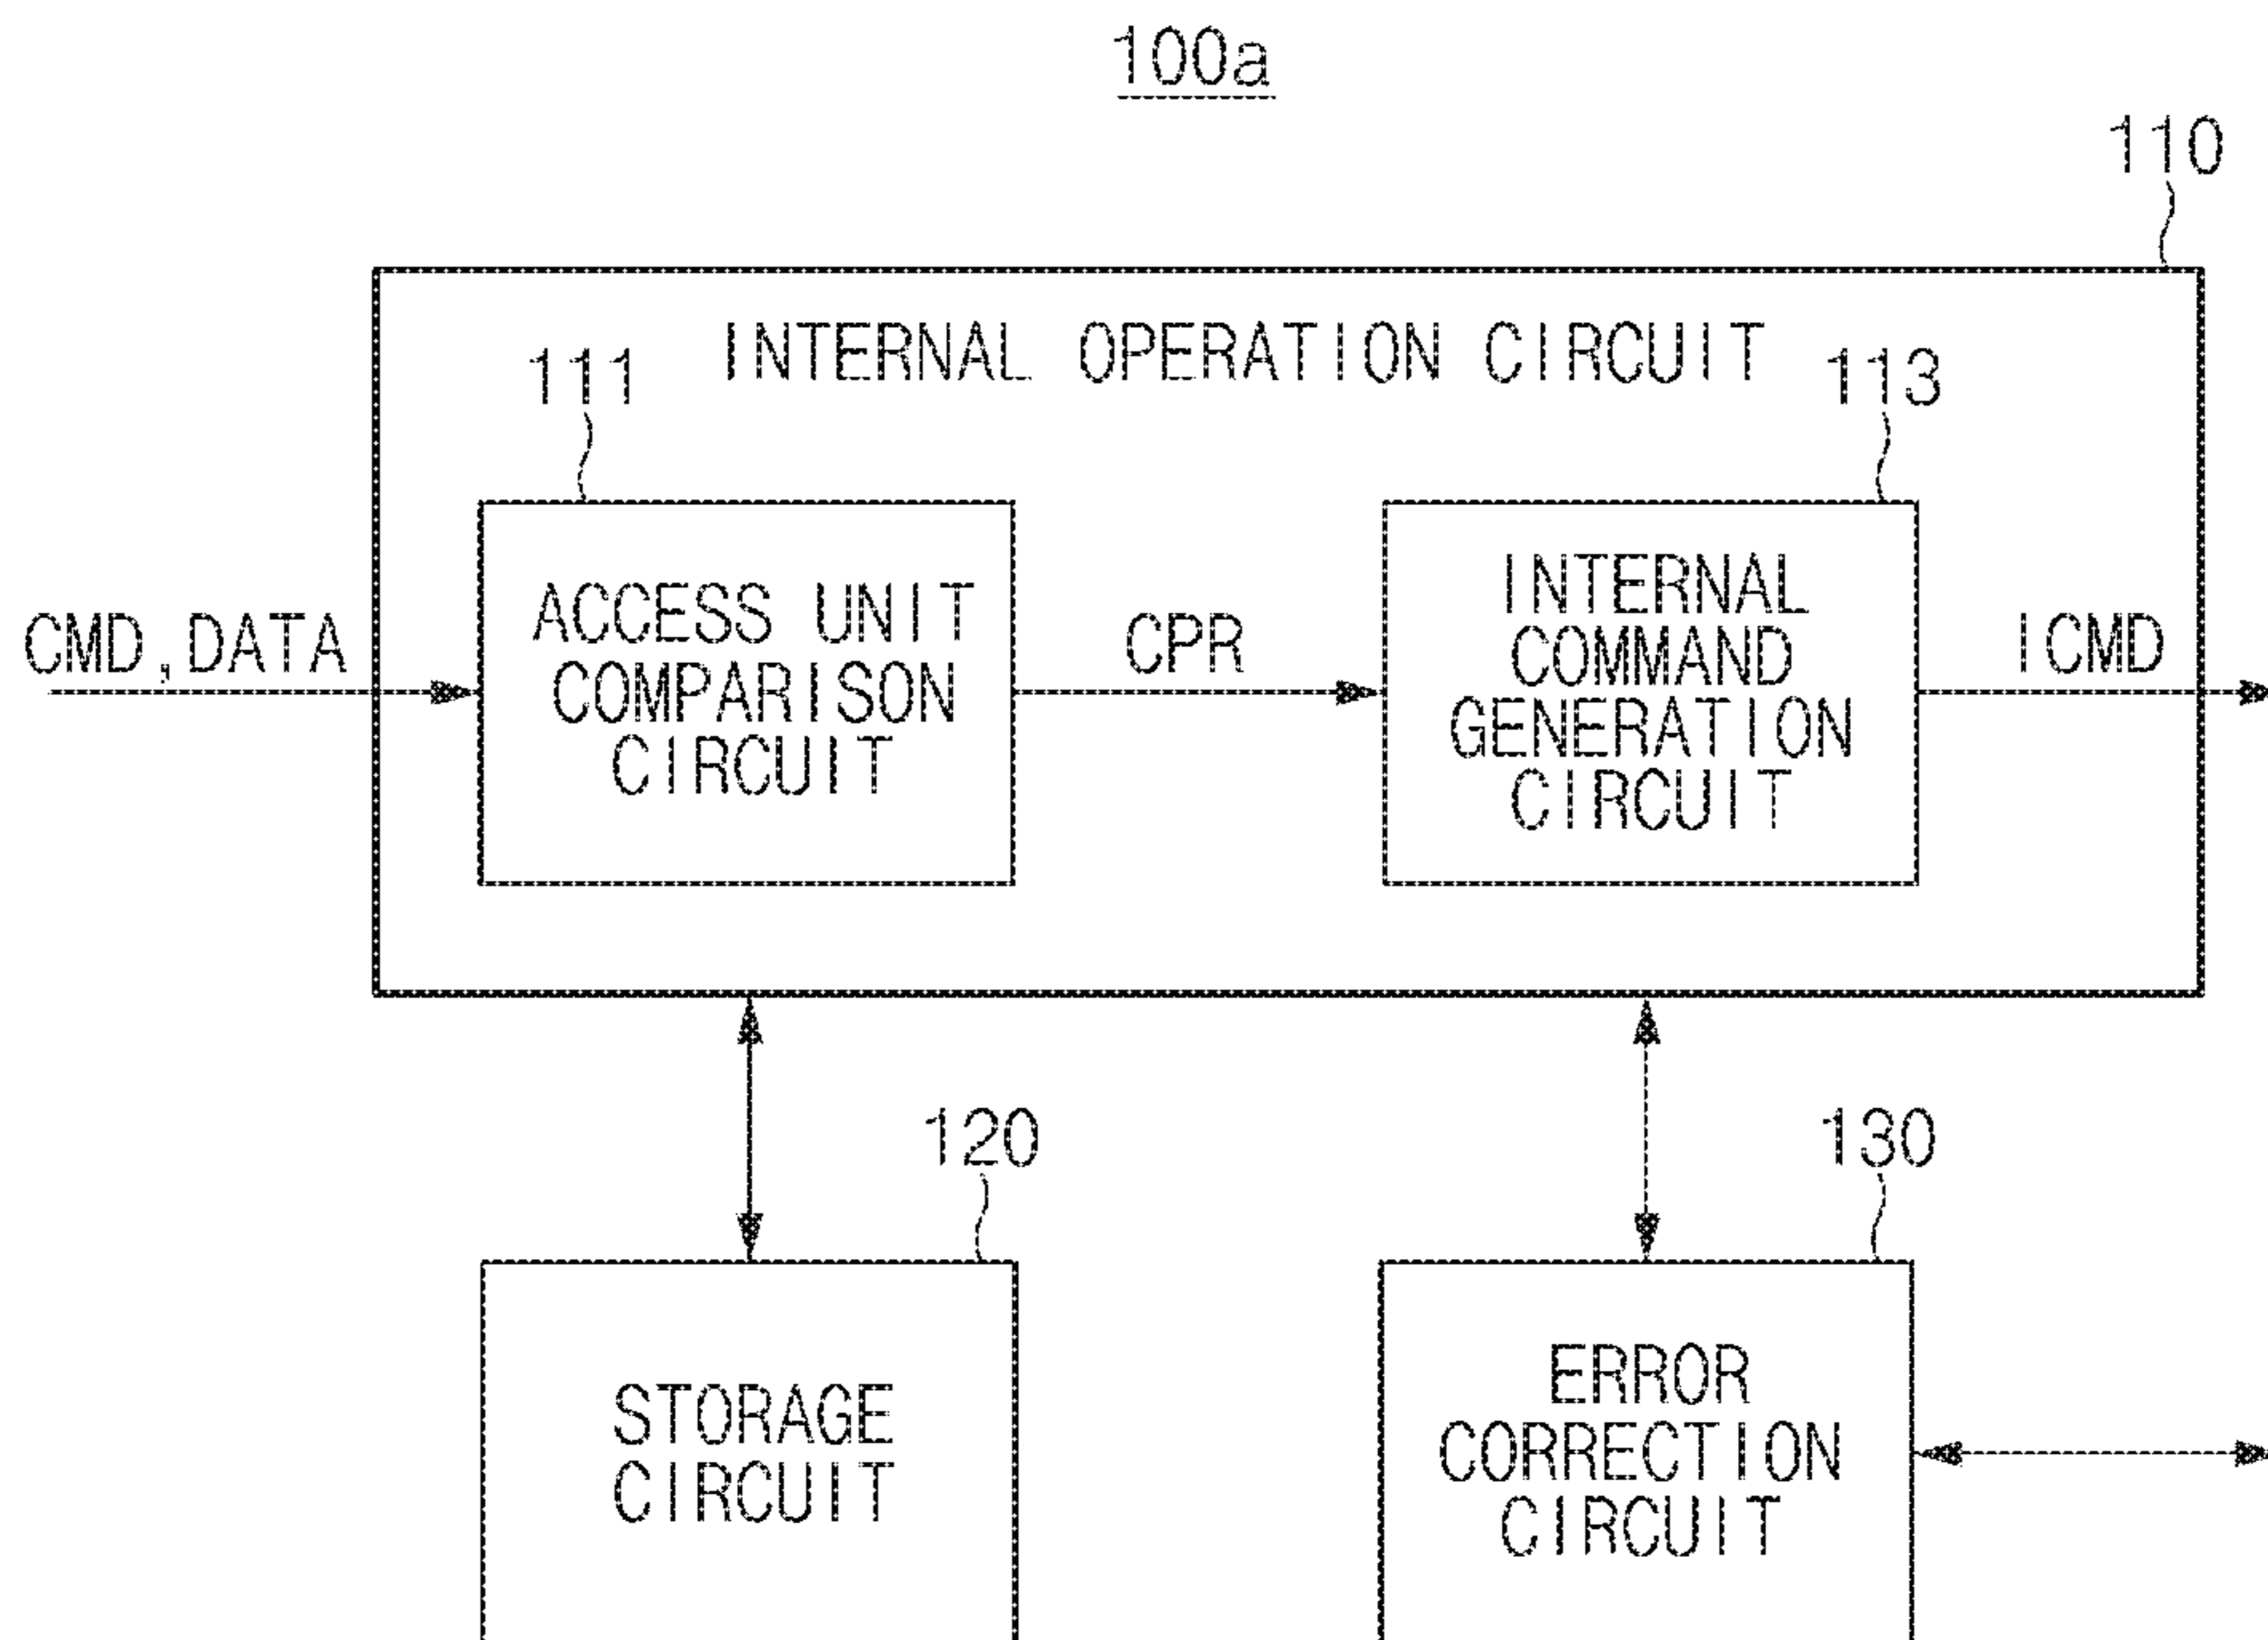 100a
110
INTERNAL OPERATION CIRCUIT
111
113
CMD,DATA
ACCESS UNIT
COMPARISON
CIRCUIT
CPR
INTERNAL
COMMAND
GENERATION
CIRCUIT
ICMD
120
130
STORAGE
CIRCUIT
ERROR
CORRECTION
CIRCUIT